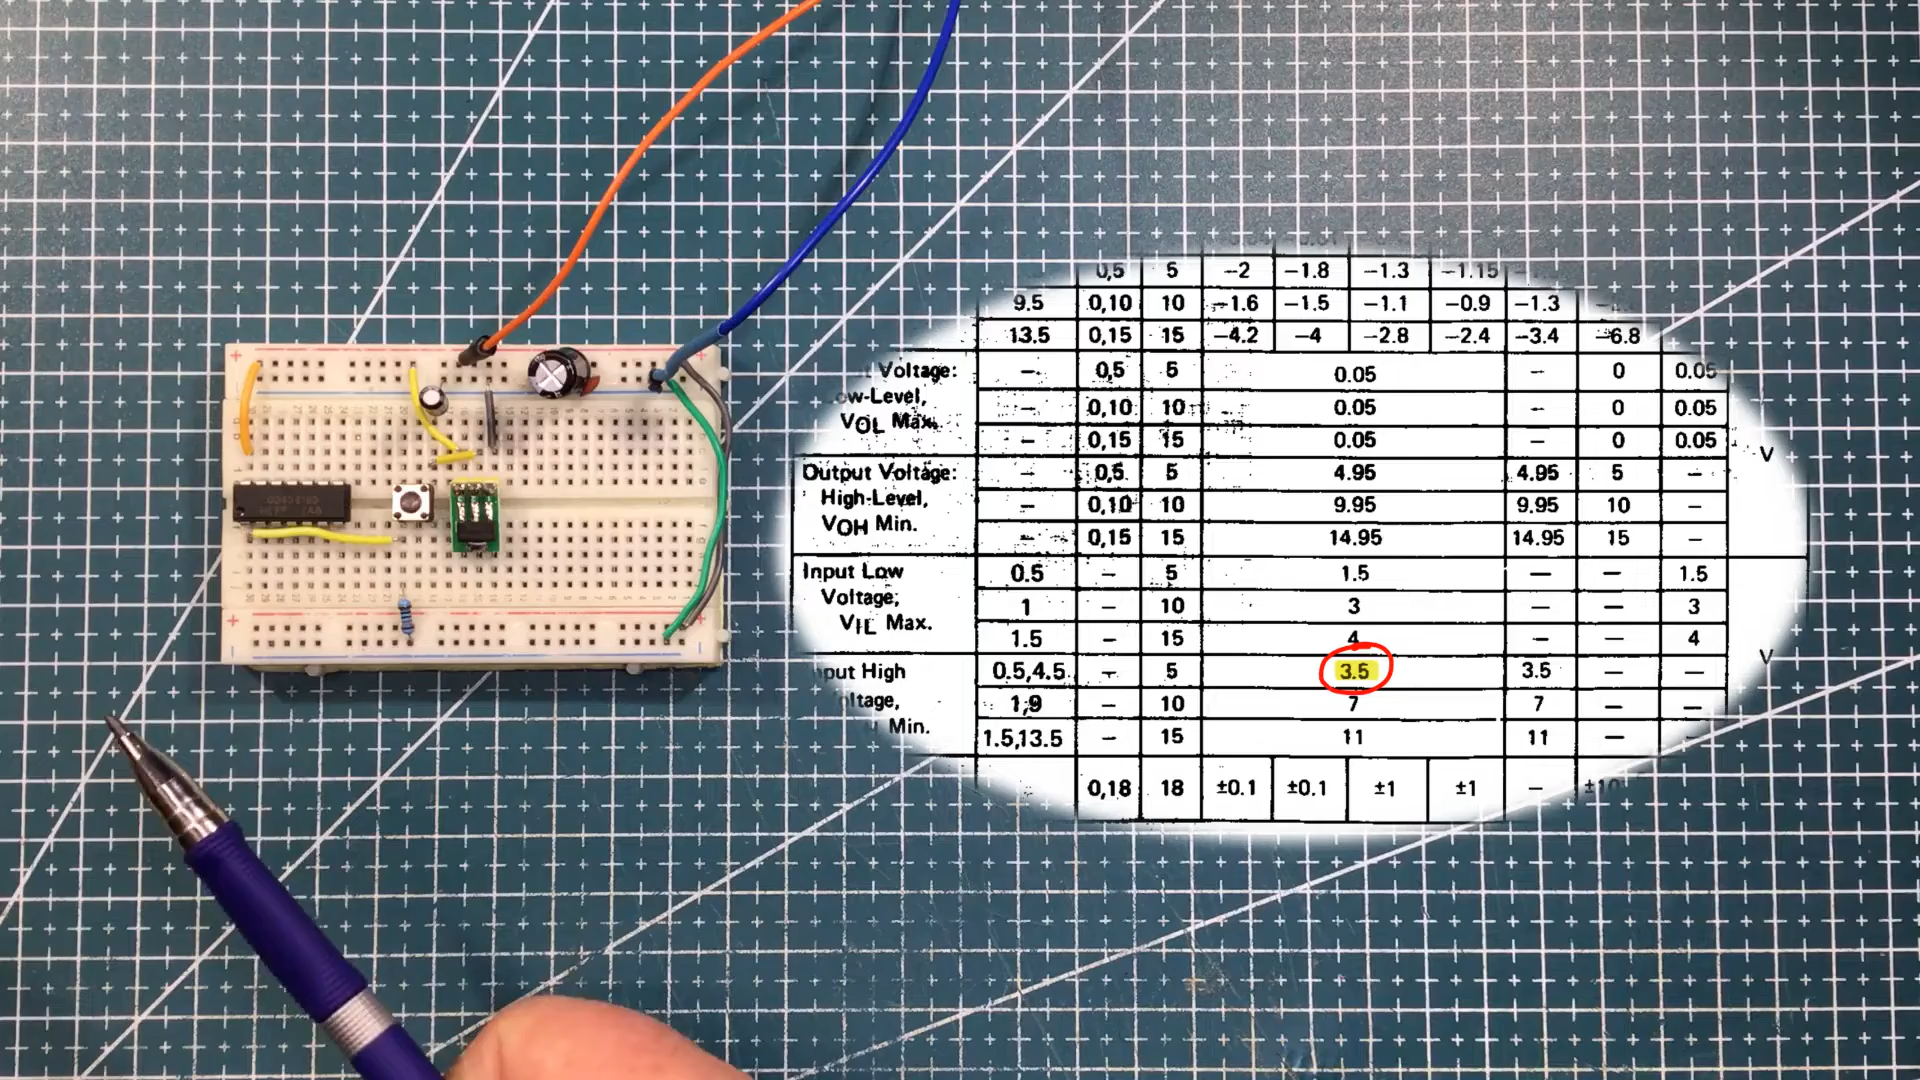 0,5 5 −2 −1.8 −1.3 −1.15
9.5 0,10 10 −1.6 −1.5 −1.1 −0.9 −1.3
13.5 0,15 15 −4.2 −4 −2.8 −2.4 −3.4 −6.8
Voltage: – 0,5 5 0.05 – 0 0.05
ow-Level, – 0,10 10 0.05 – 0 0.05
VOL Max. – 0,15 15 0.05 – 0 0.05
V
Output Voltage: – 0,5 5 4.95 4.95 5 –
High-Level, – 0,10 10 9.95 9.95 10 –
VOH Min. – 0,15 15 14.95 14.95 15 –
Input Low 0.5 – 5 1.5 – – 1.5
Voltage, 1 – 10 3 – – 3
VIL Max. 1.5 – 15 4 – – 4
V
put High 0.5,4.5 – 5 3.5 3.5 – –
ltage, 1,9 – 10 7 7 – –
Min. 1.5,13.5 – 15 11 11 – –
0,18 18 ±0.1 ±0.1 ±1 ±1 –